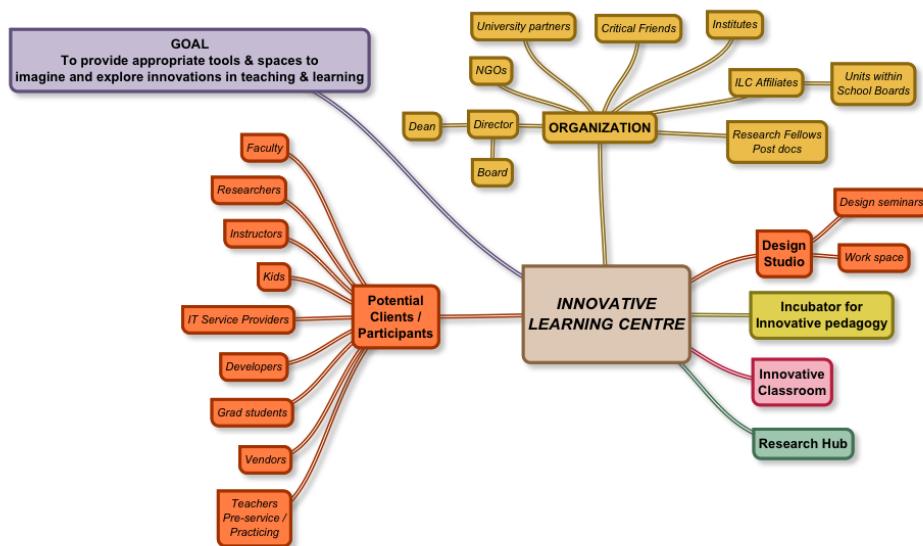 GOAL
To provide appropriate tools & spaces to
imagine and explore innovations in teaching & learning
University partners
Critical Friends
Institutes
NGOs
ILC Affiliates
Units within
School Boards
Dean
Director
ORGANIZATION
Research Fellows
Post docs
Board
Faculty
Researchers
Instructors
Kids
IT Service Providers
Developers
Grad students
Vendors
Teachers
Pre-service /
Practicing
Potential
Clients /
Participants
INNOVATIVE
LEARNING CENTRE
Design
Studio
Design seminars
Work space
Incubator for
Innovative pedagogy
Innovative
Classroom
Research Hub